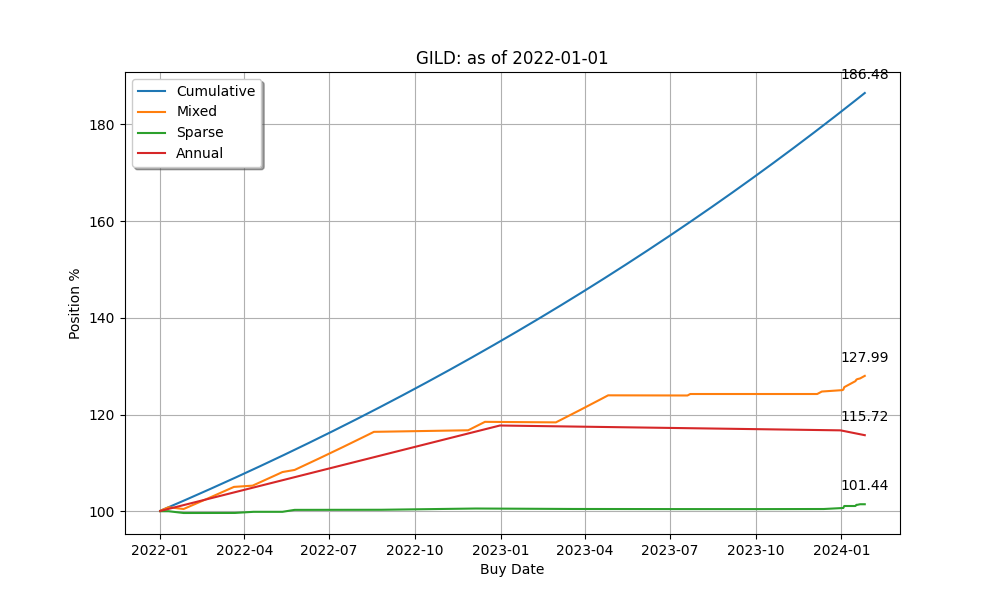 GILD: as of 2022-01-01
186.48
Cumulative
Mixed
Sparse
Annual
180
160
140
120
100
Position %
127.99
115.72
101.44
2022-01 2022-04 2022-07 2022-10 2023-01 2023-04 2023-07 2023-10 2024-01
Buy Date